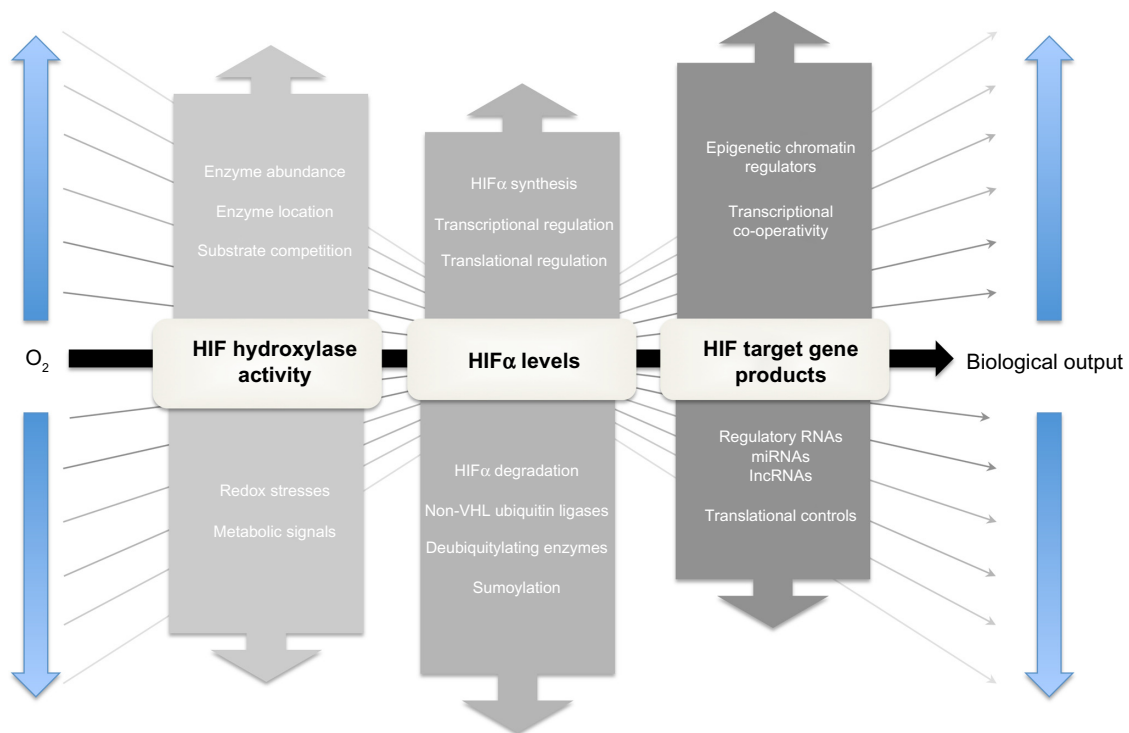 Enzyme abundance
Enzyme location
Substrate competition
HIFα synthesis
Transcriptional regulation
Translational regulation
Epigenetic chromatin
regulators
Transcriptional
co-operativity
O2
HIF hydroxylase
activity
HIFα levels
HIF target gene
products
Biological output
Redox stresses
Metabolic signals
HIFα degradation
Non-VHL ubiquitin ligases
Deubiquitylating enzymes
Sumoylation
Regulatory RNAs
miRNAs
lncRNAs
Translational controls